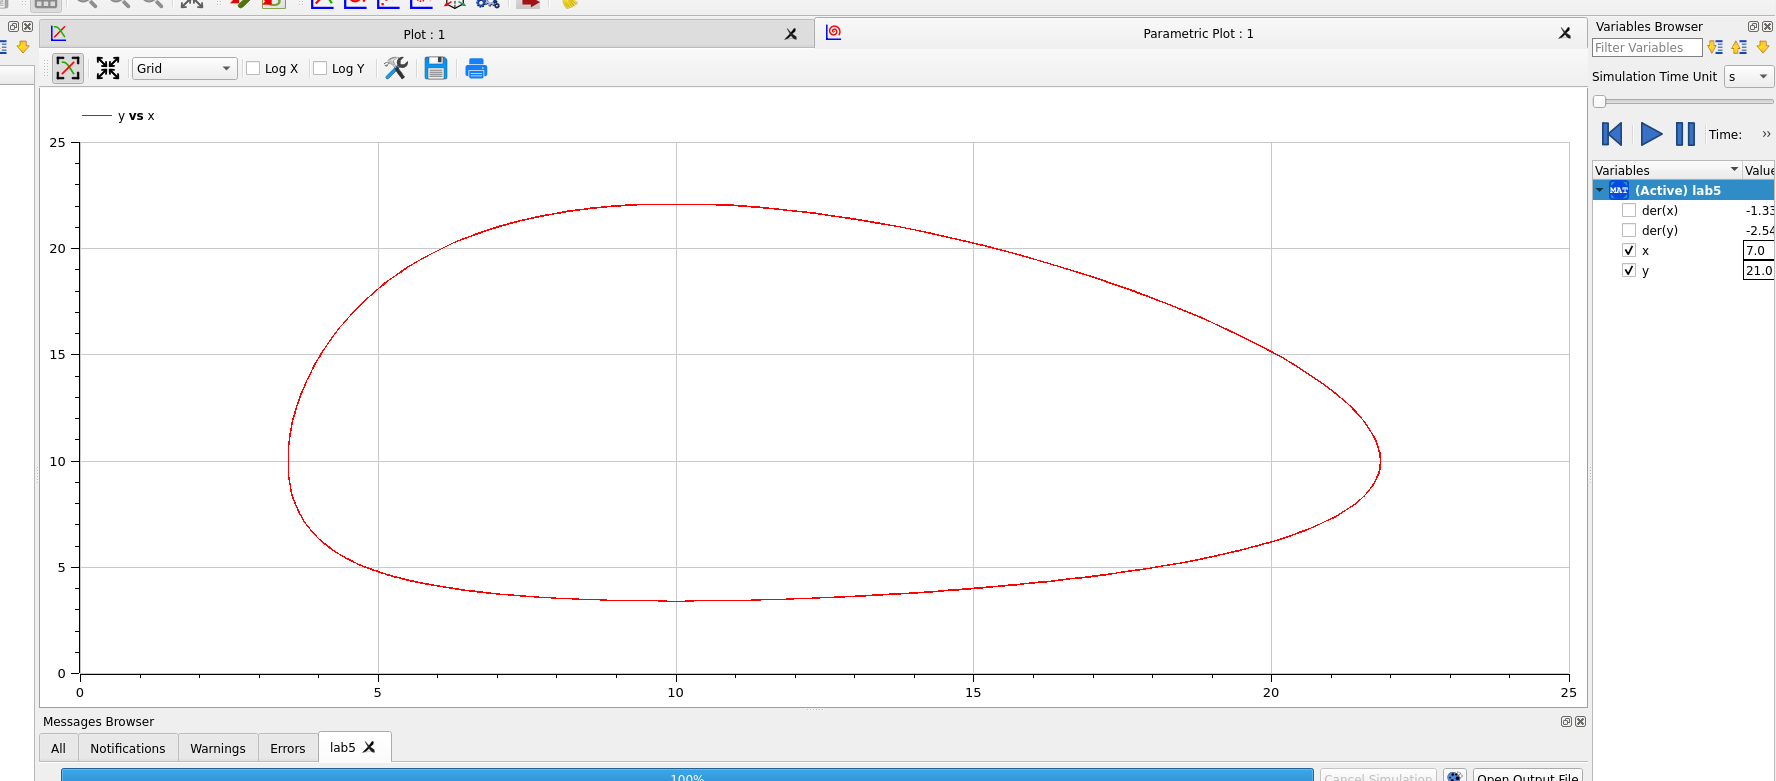 Plot : 1
Parametric Plot : 1
Variables Browser
Grid
Log X
Log Y
Filter Variables
Simulation Time Unit
s
Time:
»
y vs x
25
20
15
10
5
0
0
5
10
15
20
25
Variables
Value
MAT (Active) lab5
der(x)
-1.33
der(y)
-2.54
x
7.0
y
21.0
Messages Browser
All
Notifications
Warnings
Errors
lab5
100%
Cancel Simulation
Open Output File